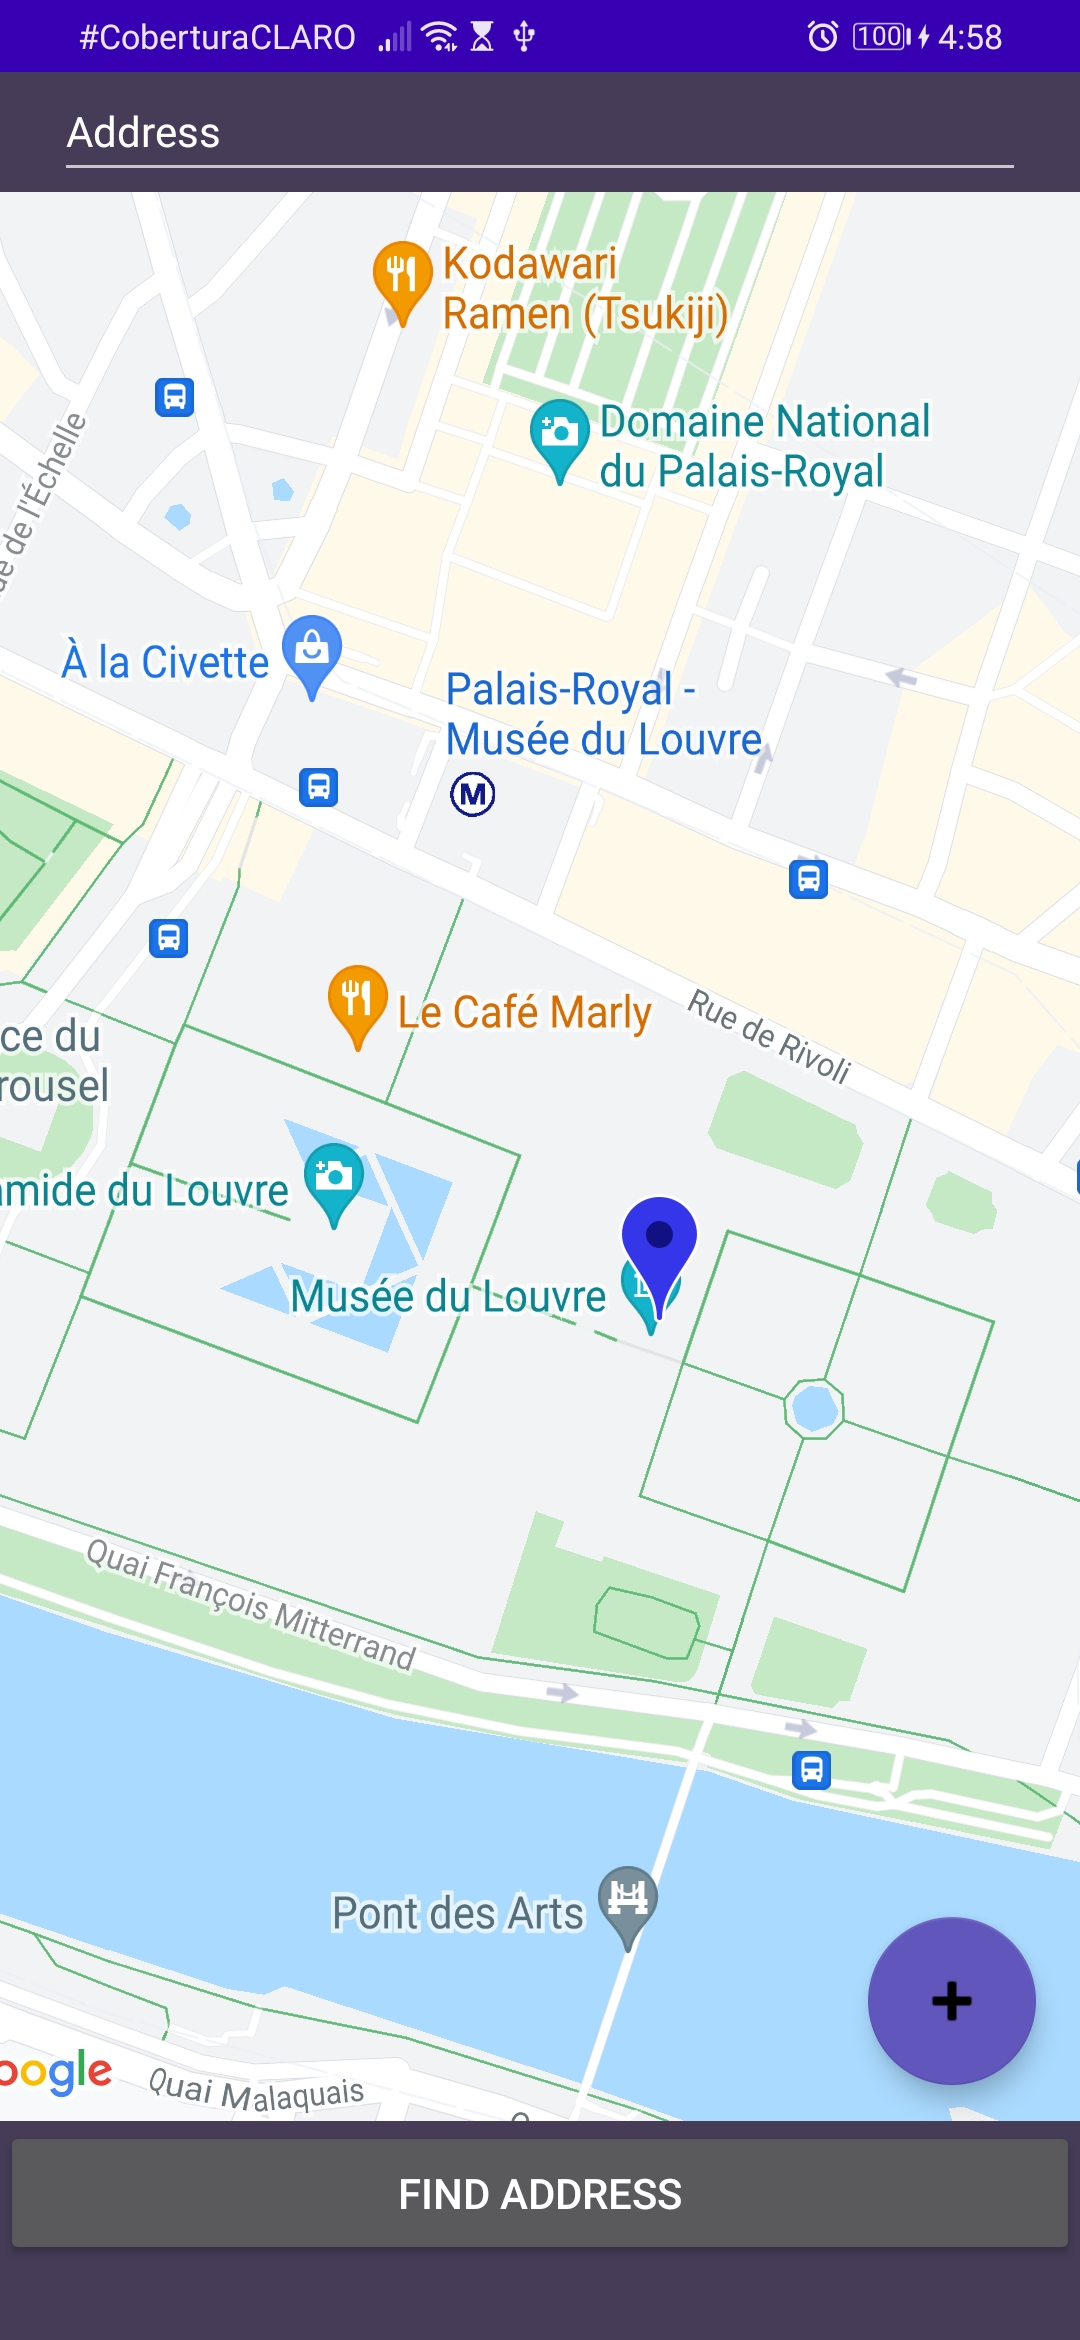 #CoberturaCLARO 100 4:58
Address
Kodawari
Ramen (Tsukiji)
Domaine National
du Palais-Royal
de l'Échelle
À la Civette
Palais-Royal -
Musée du Louvre
M
Le Café Marly
Rue de Rivoli
ce du
rousel
mide du Louvre
Musée du Louvre
Quai François Mitterrand
Pont des Arts
oogle
Quai Malaquais
FIND ADDRESS